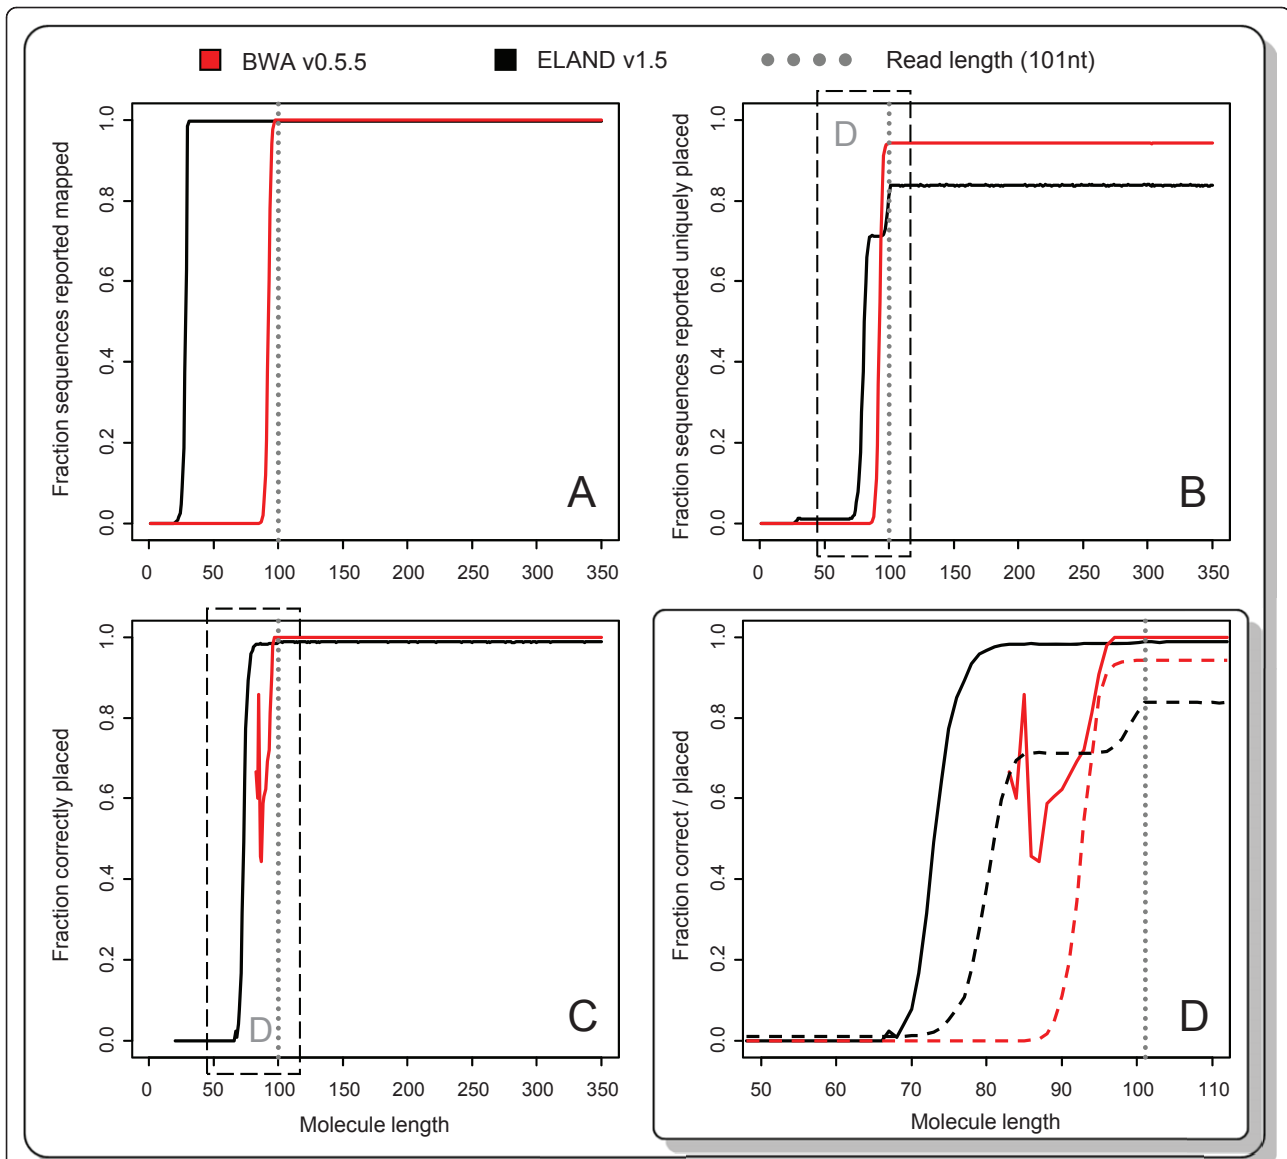 BWA v0.5.5 ELAND v1.5 Read length (101nt)
Fraction sequences reported mapped
0.0 0.2 0.4 0.6 0.8 1.0
A
0 50 100 150 200 250 300 350
Fraction sequences reported uniquely placed
0.0 0.2 0.4 0.6 0.8 1.0
D
B
0 50 100 150 200 250 300 350
Fraction correctly placed
0.0 0.2 0.4 0.6 0.8 1.0
D
C
0 50 100 150 200 250 300 350
Molecule length
Fraction correct / placed
0.0 0.2 0.4 0.6 0.8 1.0
D
50 60 70 80 90 100 110
Molecule length